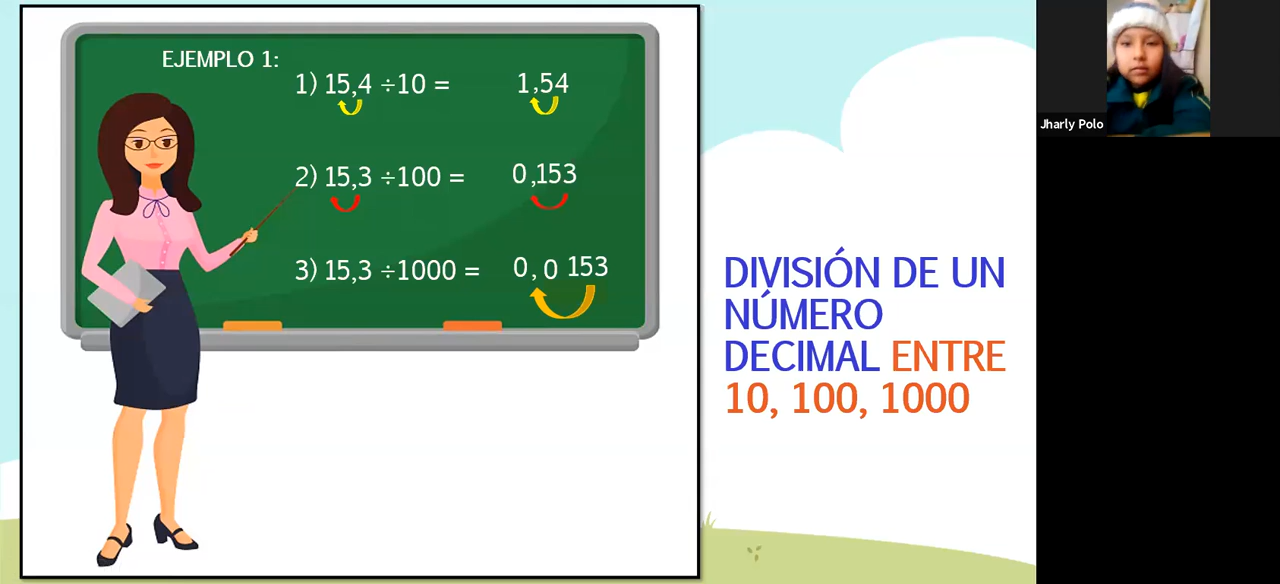 EJEMPLO 1:
1) 15,4 ÷10 = 1,54
2) 15,3 ÷100 = 0,153
3) 15,3 ÷1000 = 0,0 153
DIVISIÓN DE UN
NÚMERO
DECIMAL ENTRE
10, 100, 1000
Jharly Polo